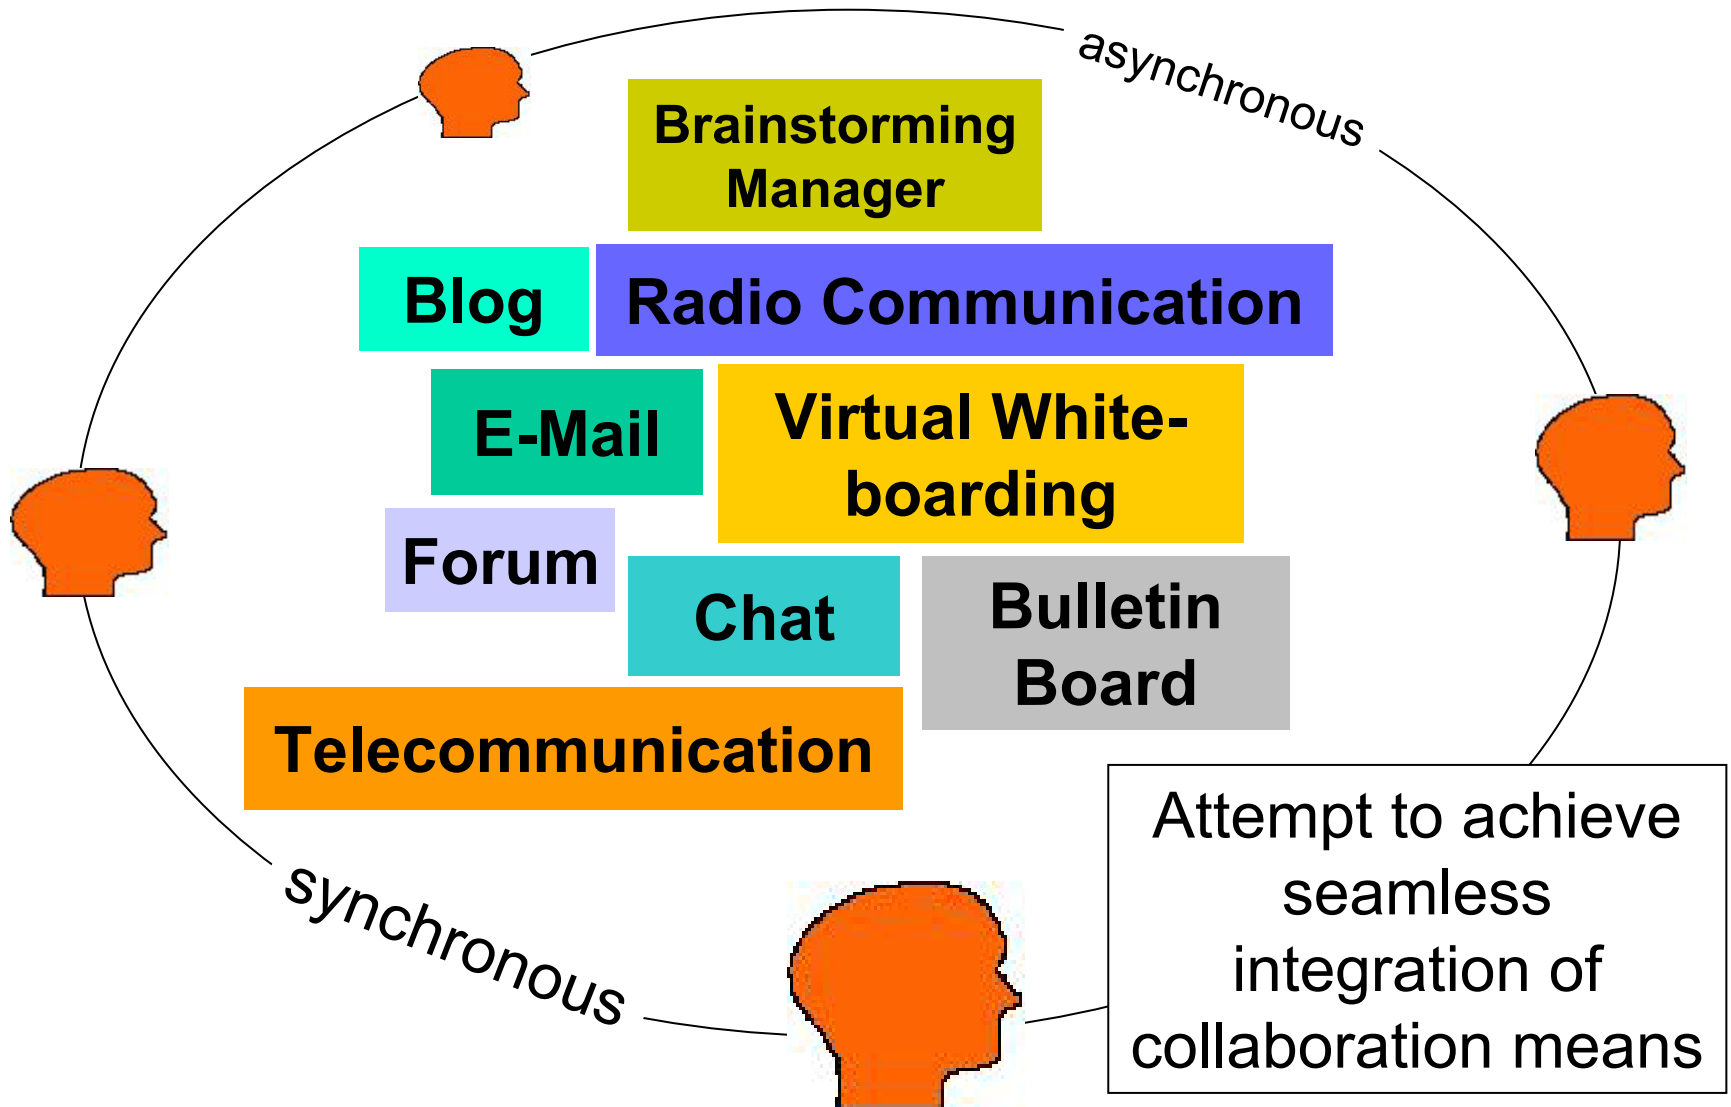 asynchronous
Brainstorming
Manager
Blog
Radio Communication
E-Mail
Virtual White-
boarding
Forum
Chat
Bulletin
Board
Telecommunication
synchronous
Attempt to achieve
seamless
integration of
collaboration means